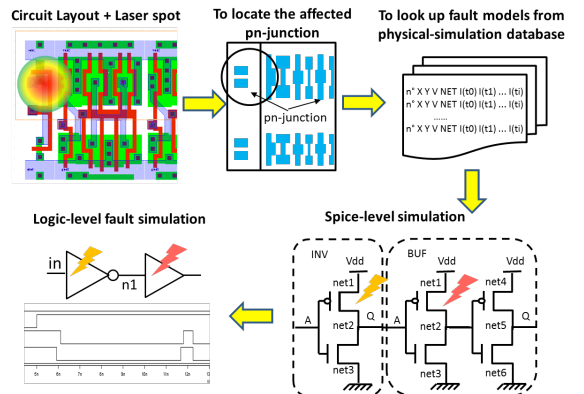 Circuit Layout + Laser spot
To locate the affected
pn-junction
To look up fault models from
physical-simulation database
pn-junction
n° X Y V NET I(t0) I(t1) ... I(ti)
n° X Y V NET I(t0) I(t1) ... I(ti)
......
n° X Y V NET I(t0) I(t1) ... I(ti)
Logic-level fault simulation
Spice-level simulation
in
n1
INV
BUF
Vdd
Vdd
net1
net1
net4
A
net2
Q
A
net2
net5
Q
net3
net3
net6